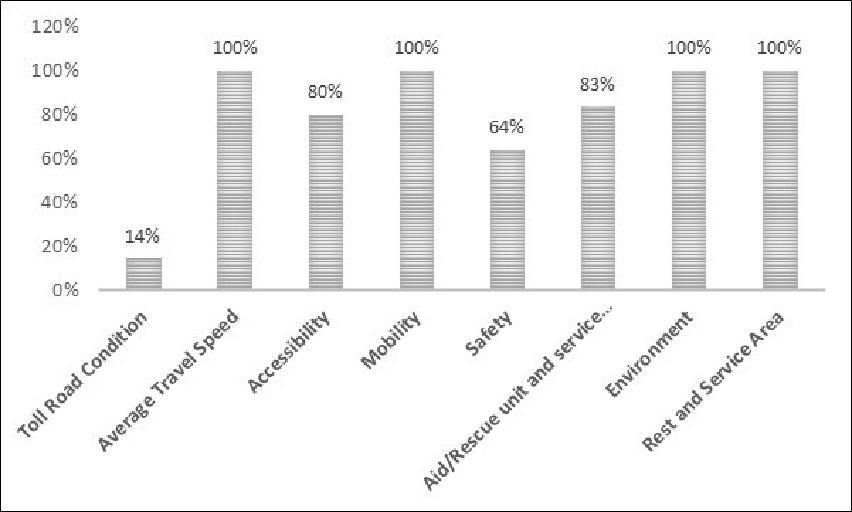 120%
100%
80%
60%
40%
20%
0%
14%
100%
80%
100%
64%
83%
100%
100%
Toll Road Condition
Average Travel Speed
Accessibility
Mobility
Safety
Aid/Rescue unit and service...
Environment
Rest and Service Area